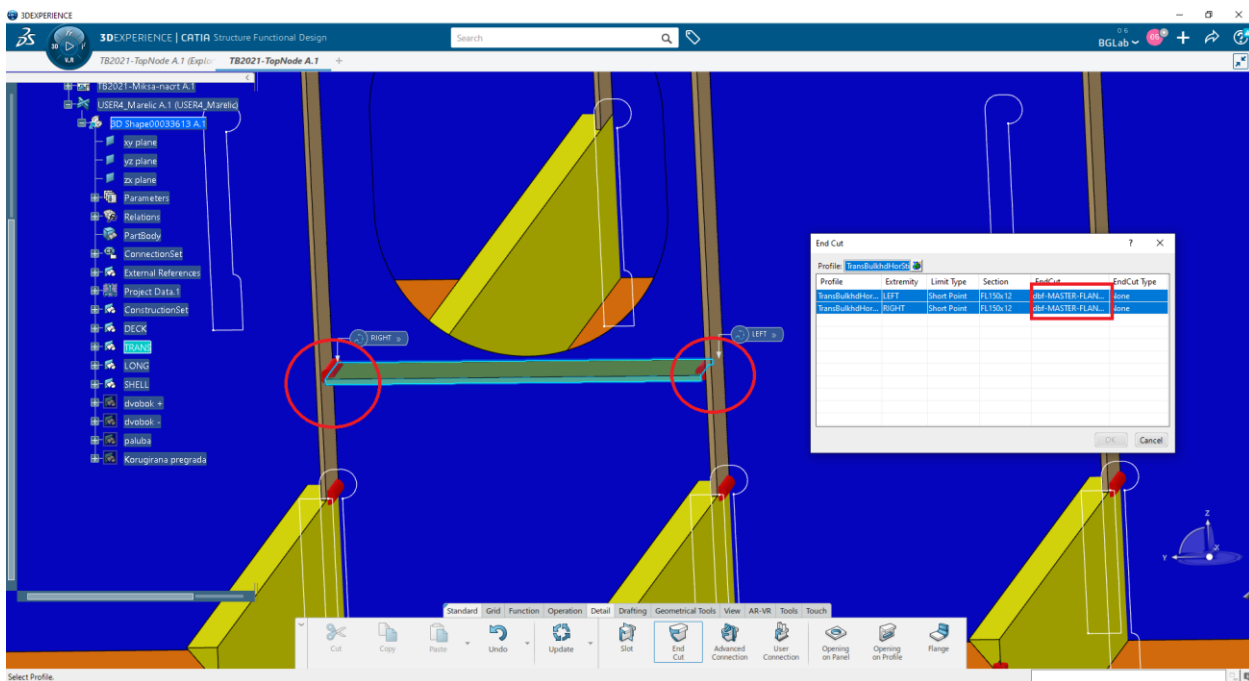 3DEXPERIENCE
3DEXPERIENCE | CATIA Structure Functional Design
Search
BGLab
V.R
TB2021-TopNode A.1 (Explor
TB2021-TopNode A.1
TB2021-Miksa-nacrt A.1
USER4_Marelic A.1 (USER4_Marelic)
3D Shape00033613 A.1
xy plane
yz plane
zx plane
Parameters
Relations
PartBody
ConnectionSet
External References
Project Data.1
ConstructionSet
DECK
TRANS
LONG
SHELL
dvobok +
dvobok -
paluba
Korugirana pregrada
RIGHT »
LEFT »
End Cut
? ×
Profile: TransBulkhdHorSti
Profile Extremity Limit Type Section EndCut EndCut Type
TransBulkhdHor... LEFT Short Point FL150x12 dbf-MASTER-FLAN... None
TransBulkhdHor... RIGHT Short Point FL150x12 dbf-MASTER-FLAN... None
OK Cancel
Z
Y X
Standard Grid Function Operation Detail Drafting Geometrical Tools View AR-VR Tools Touch
Cut Copy Paste Undo Update Slot End Cut Advanced Connection User Connection Opening on Panel Opening on Profile Flange
Select Profile.